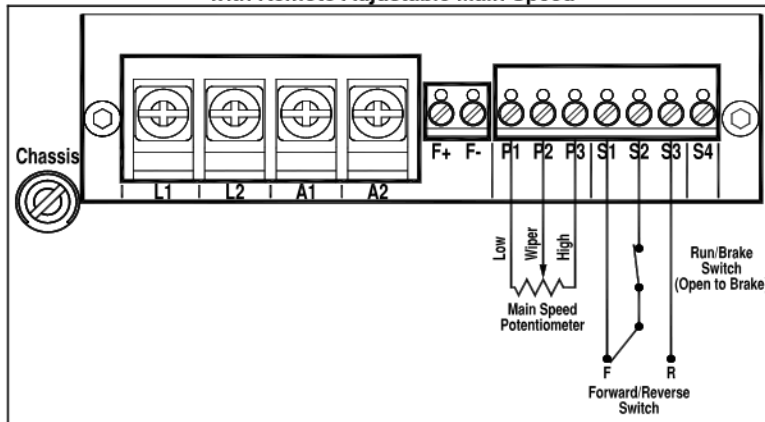 with Remote Adjustable Main Speed
Chassis
L1 L2 A1 A2
F+ F- P1 P2 P3 S1 S2 S3 S4
Low
Wiper
High
Main Speed
Potentiometer
Run/Brake
Switch
(Open to Brake)
F R
Forward/Reverse
Switch